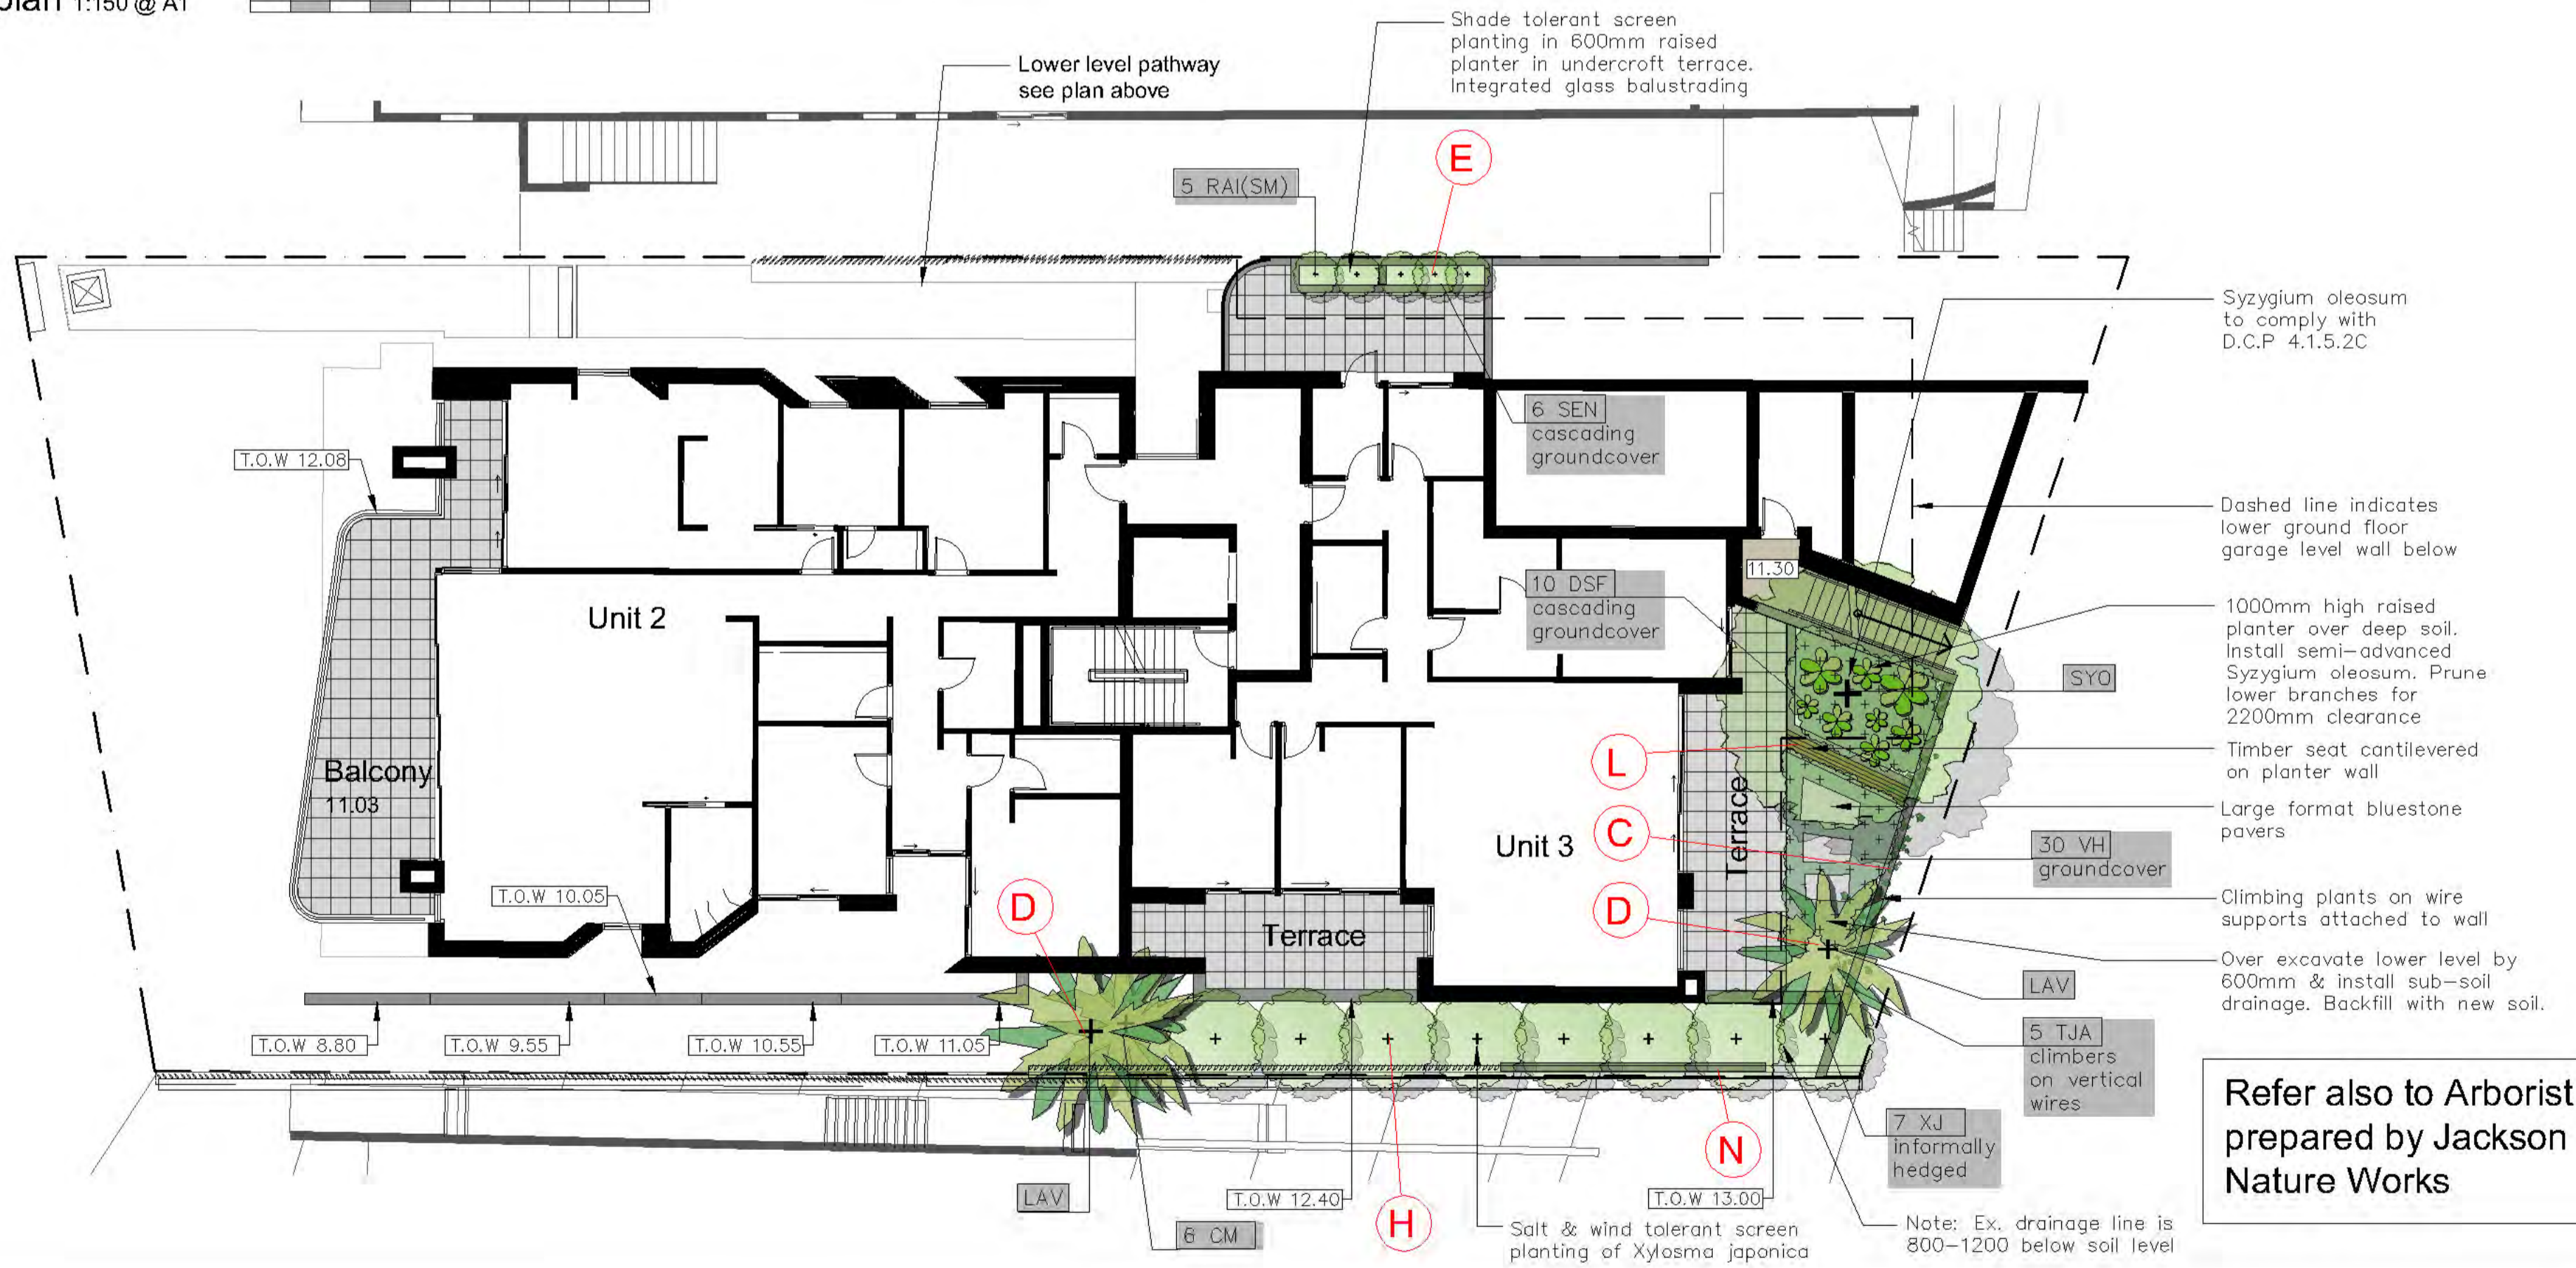 plan 1:150 @ A1
Shade tolerant screen
planting in 600mm raised
planter in undercroft terrace.
Integrated glass balustrading
Lower level pathway
see plan above
E
5 RAI(SM)
Syzygium oleosum
to comply with
D.C.P 4.1.5.2C
6 SEN
cascading
groundcover
T.O.W 12.08
Dashed line indicates
lower ground floor
garage level wall below
11.30
10 DSF
cascading
groundcover
Unit 2
1000mm high raised
planter over deep soil.
Install semi-advanced
Syzygium oleosum. Prune
lower branches for
2200mm clearance
SYO
L
Timber seat cantilevered
on planter wall
Balcony
11.03
Terrace
Large format bluestone
pavers
C
Unit 3
30 VH
groundcover
T.O.W 10.05
D
D
Climbing plants on wire
supports attached to wall
Terrace
Over excavate lower level by
600mm & install sub-soil
drainage. Backfill with new soil.
LAV
T.O.W 8.80
T.O.W 9.55
T.O.W 10.55
T.O.W 11.05
5 TJA
climbers
on vertical
wires
7 XJ
informally
hedged
N
Refer also to Arborist
prepared by Jackson
Nature Works
LAV
T.O.W 12.40
T.O.W 13.00
H
6 CM
Salt & wind tolerant screen
planting of Xylosma japonica
Note: Ex. drainage line is
800-1200 below soil level